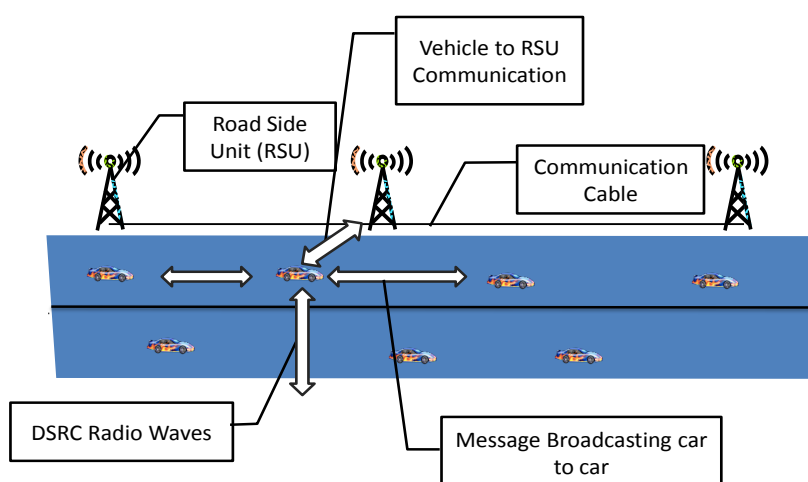 Vehicle to RSU
Communication
Road Side
Unit (RSU)
Communication
Cable
DSRC Radio Waves
Message Broadcasting car
to car